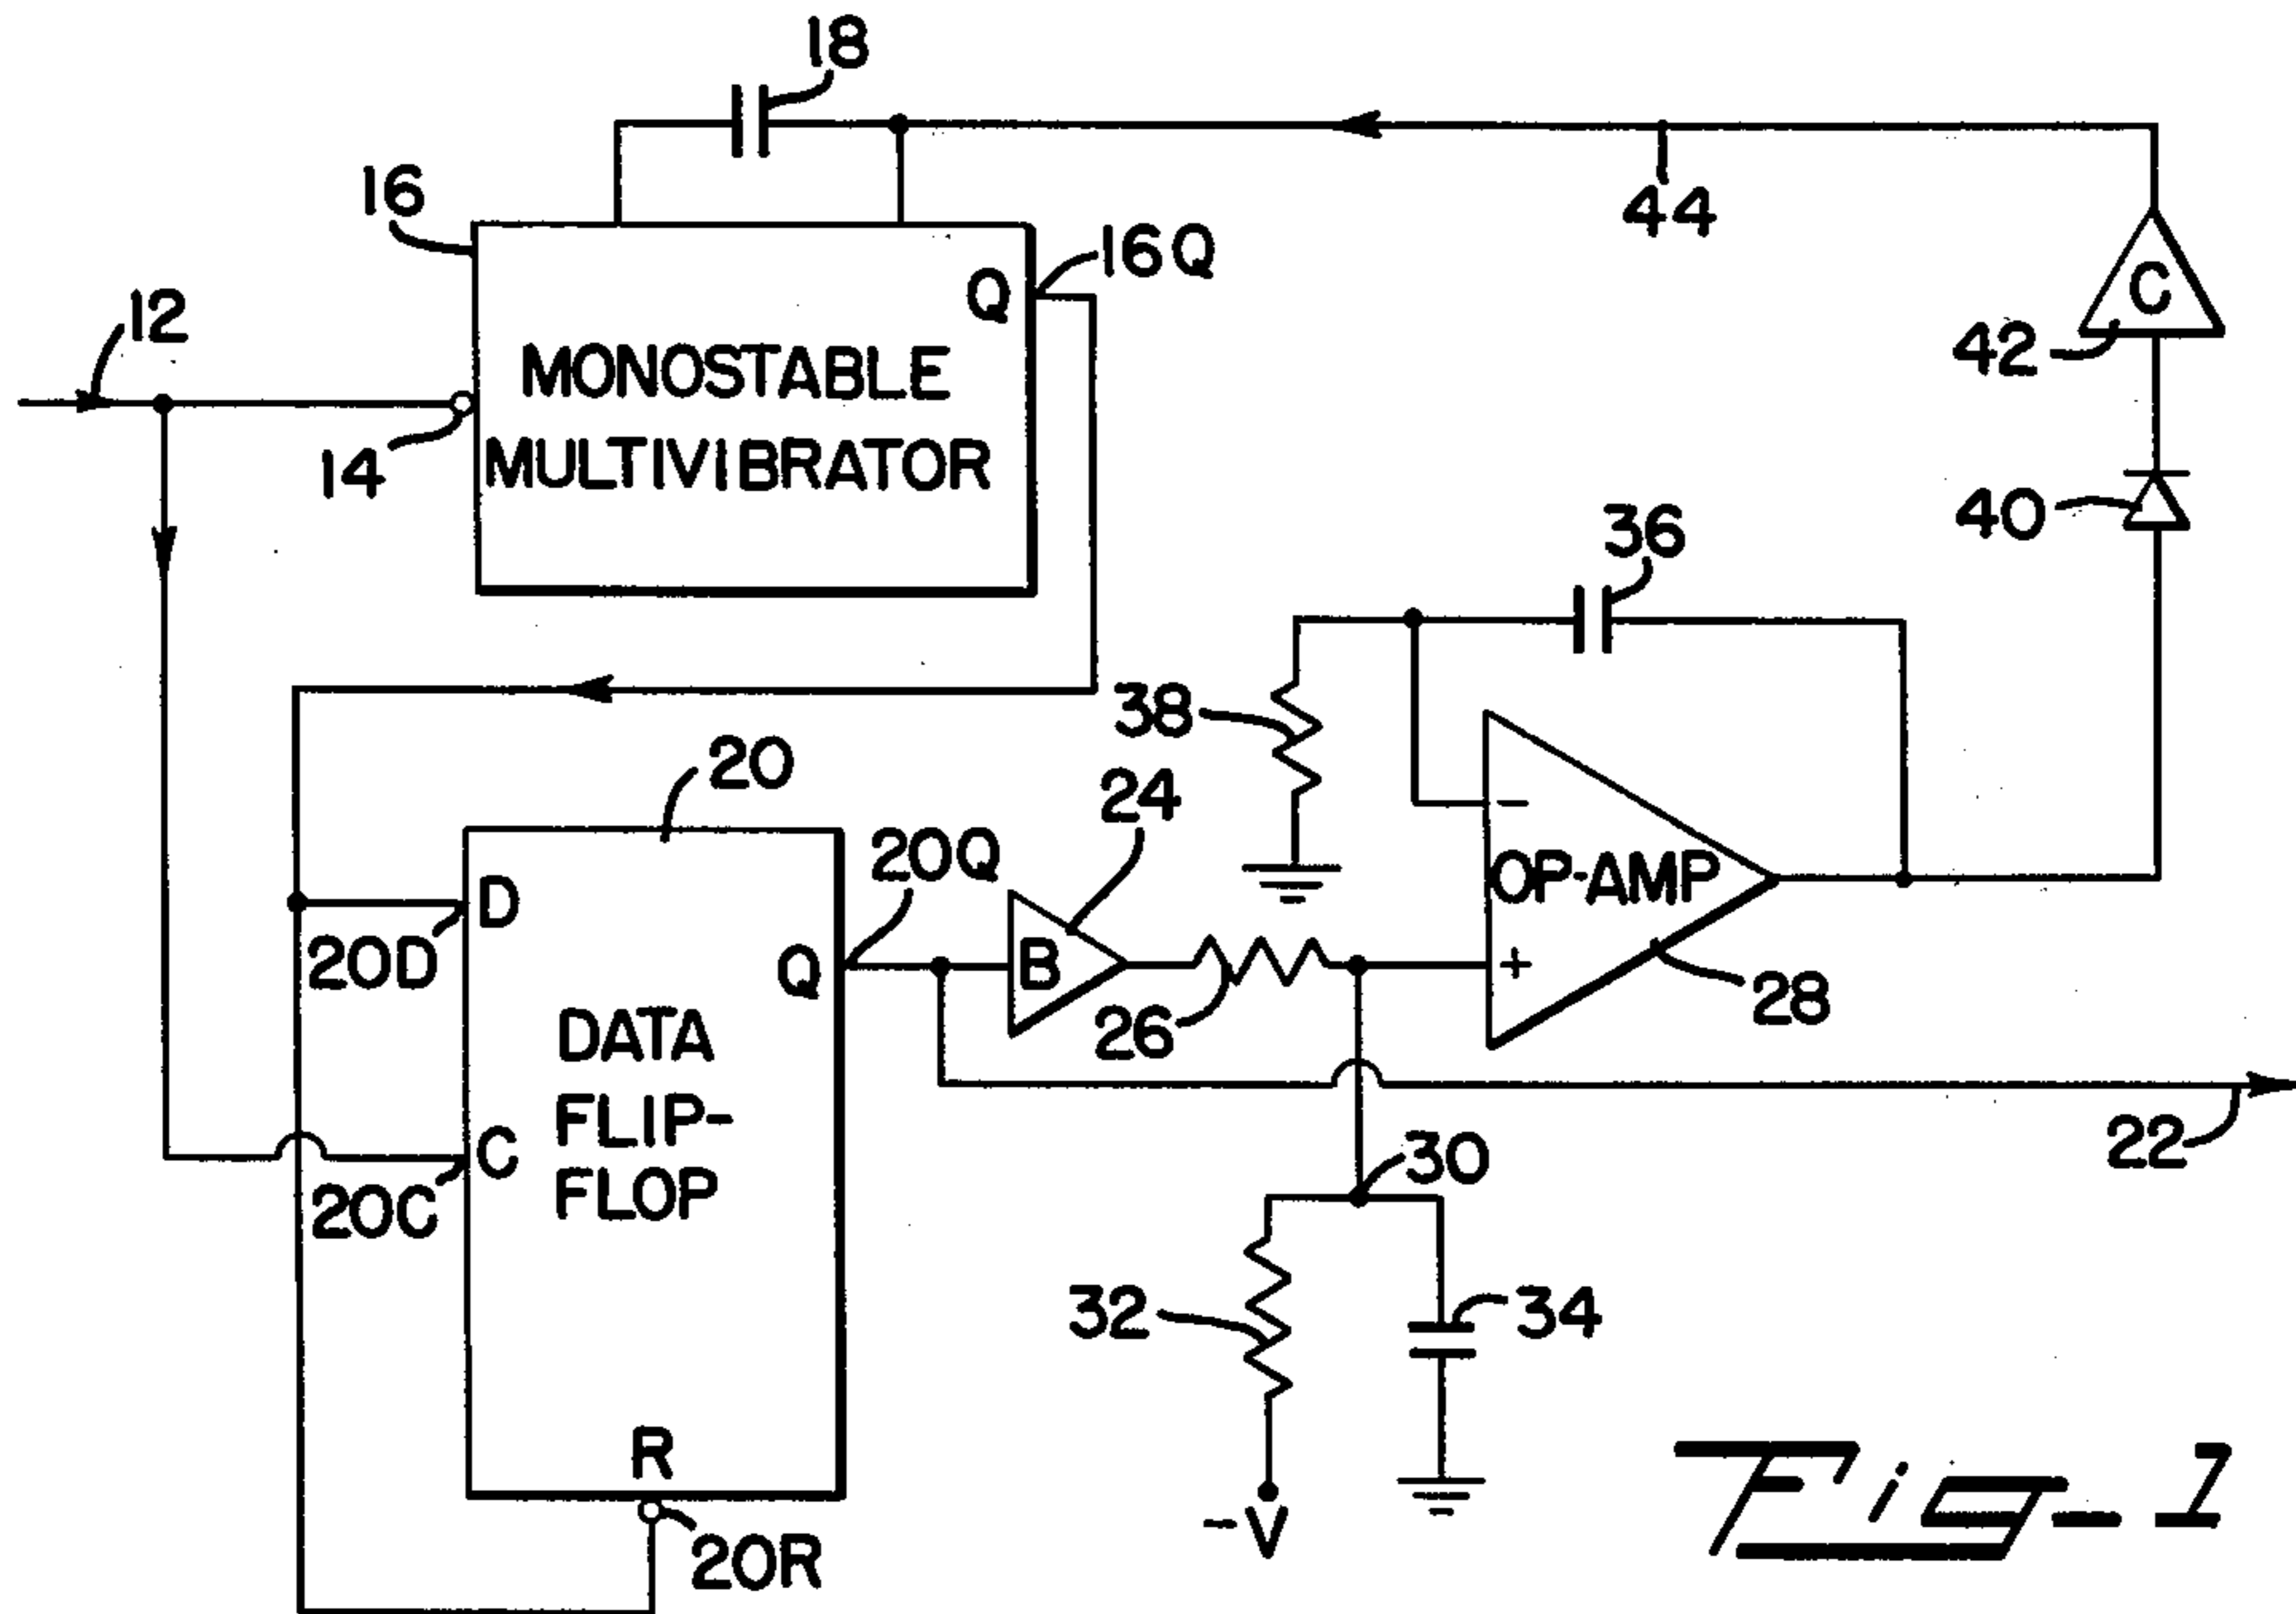 18
16
16Q
44
Q
12
C
42
MONOSTABLE
MULTIVIBRATOR
14
40
36
38
20
24
20Q
D
20D
OP-AMP
-
+
B
Q
28
26
DATA
FLIP-
FLOP
C
20C
22
30
32
34
R
20R
-V
Fig-1